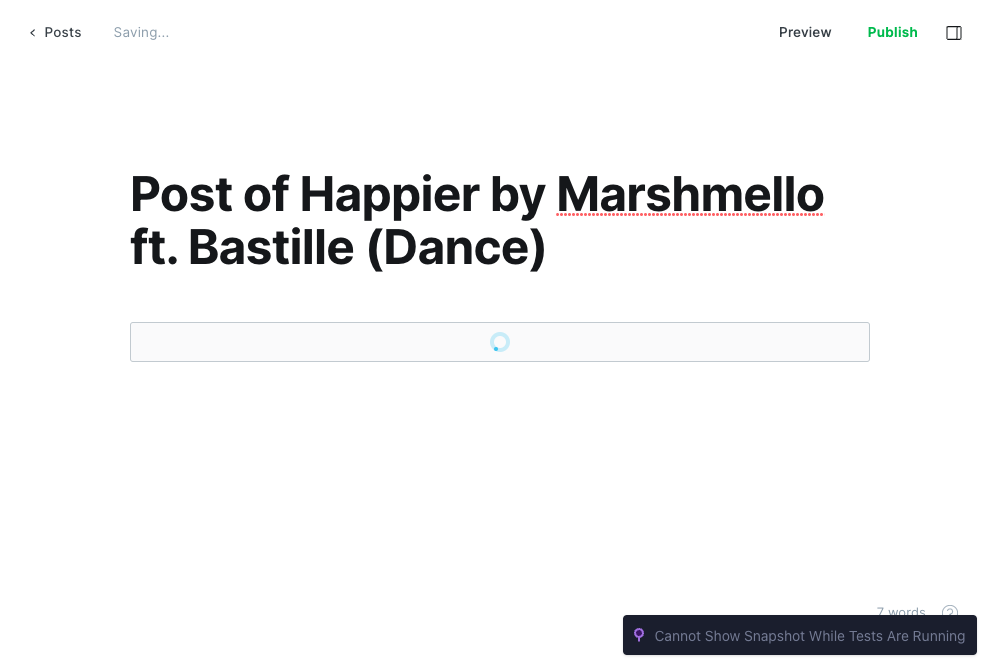 Posts
Saving...
Preview
Publish
Post of Happier by Marshmello
ft. Bastille (Dance)
7 words
Cannot Show Snapshot While Tests Are Running